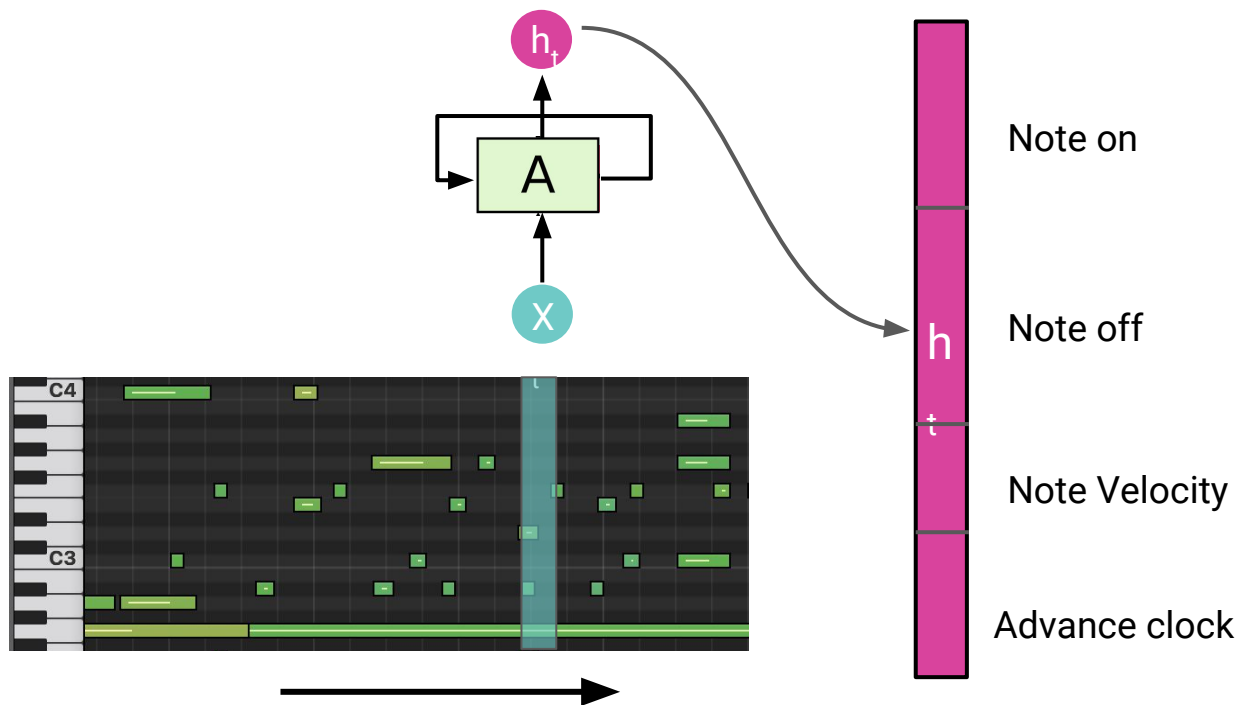 h
t
A
X
t
C4
C3
h
t
Note on
Note off
Note Velocity
Advance clock